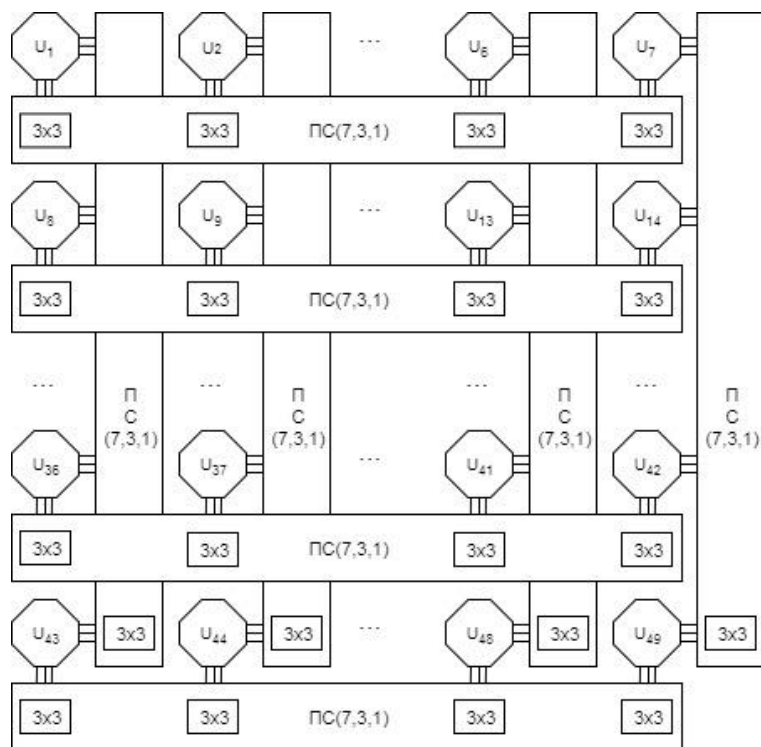 U1 U2 --- U6 U7
3x3 3x3 ПС(7,3,1) 3x3 3x3
U8 U9 --- U13 U14
3x3 3x3 ПС(7,3,1) 3x3 3x3
--- --- --- ---
П П П П
С С С С
(7,3,1) (7,3,1) (7,3,1) (7,3,1)
U36 U37 --- U41 U42
3x3 3x3 ПС(7,3,1) 3x3 3x3
U43 3x3 U44 3x3 --- U48 3x3 U49 3x3
3x3 3x3 ПС(7,3,1) 3x3 3x3